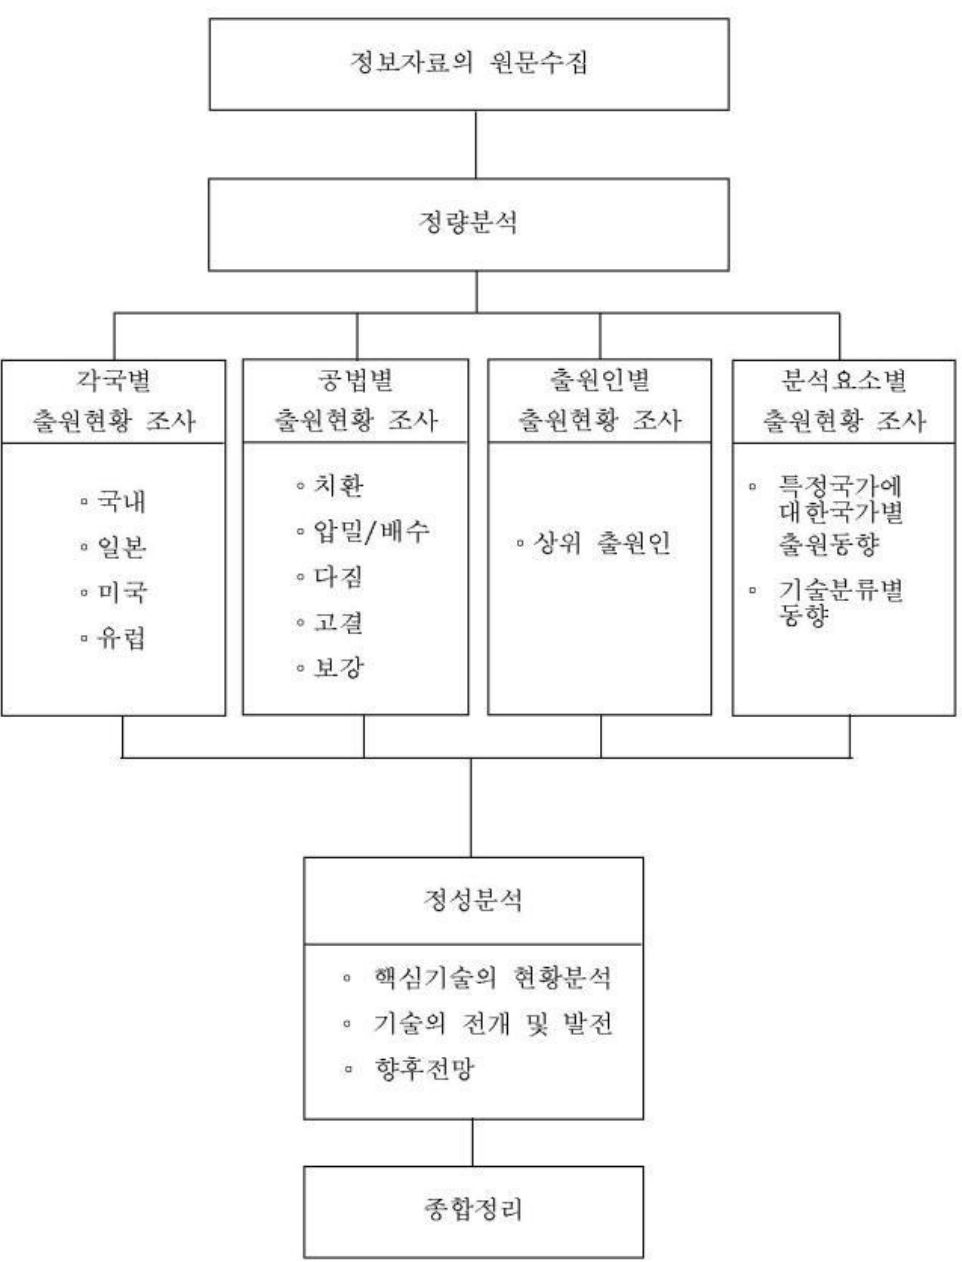 정보자료의 원문수집
정량분석
각국별
출원현황 조사
◦국내
◦일본
◦미국
◦유럽
공법별
출원현황 조사
◦치환
◦압밀/배수
◦다짐
◦고결
◦보강
출원인별
출원현황 조사
◦상위 출원인
분석요소별
출원현황 조사
◦ 특정국가에
대한국가별
출원동향
◦ 기술분류별
동향
정성분석
◦ 핵심기술의 현황분석
◦ 기술의 전개 및 발전
◦ 향후전망
종합정리